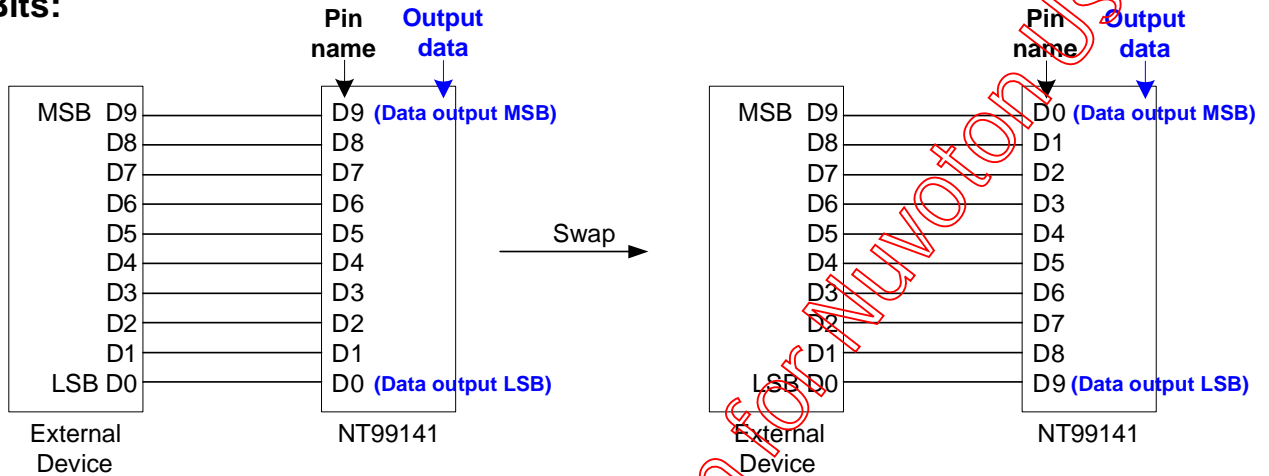 Bits:
Pin name
Output data
MSB D9
D8
D7
D6
D5
D4
D3
D2
D1
LSB D0
External Device
D9 (Data output MSB)
D8
D7
D6
D5
D4
D3
D2
D1
D0 (Data output LSB)
NT99141
Swap
Pin name
Output data
MSB D9
D8
D7
D6
D5
D4
D3
D2
D1
LSB D0
External Device
D0 (Data output MSB)
D1
D2
D3
D4
D5
D6
D7
D8
D9 (Data output LSB)
NT99141
for Nuvoton